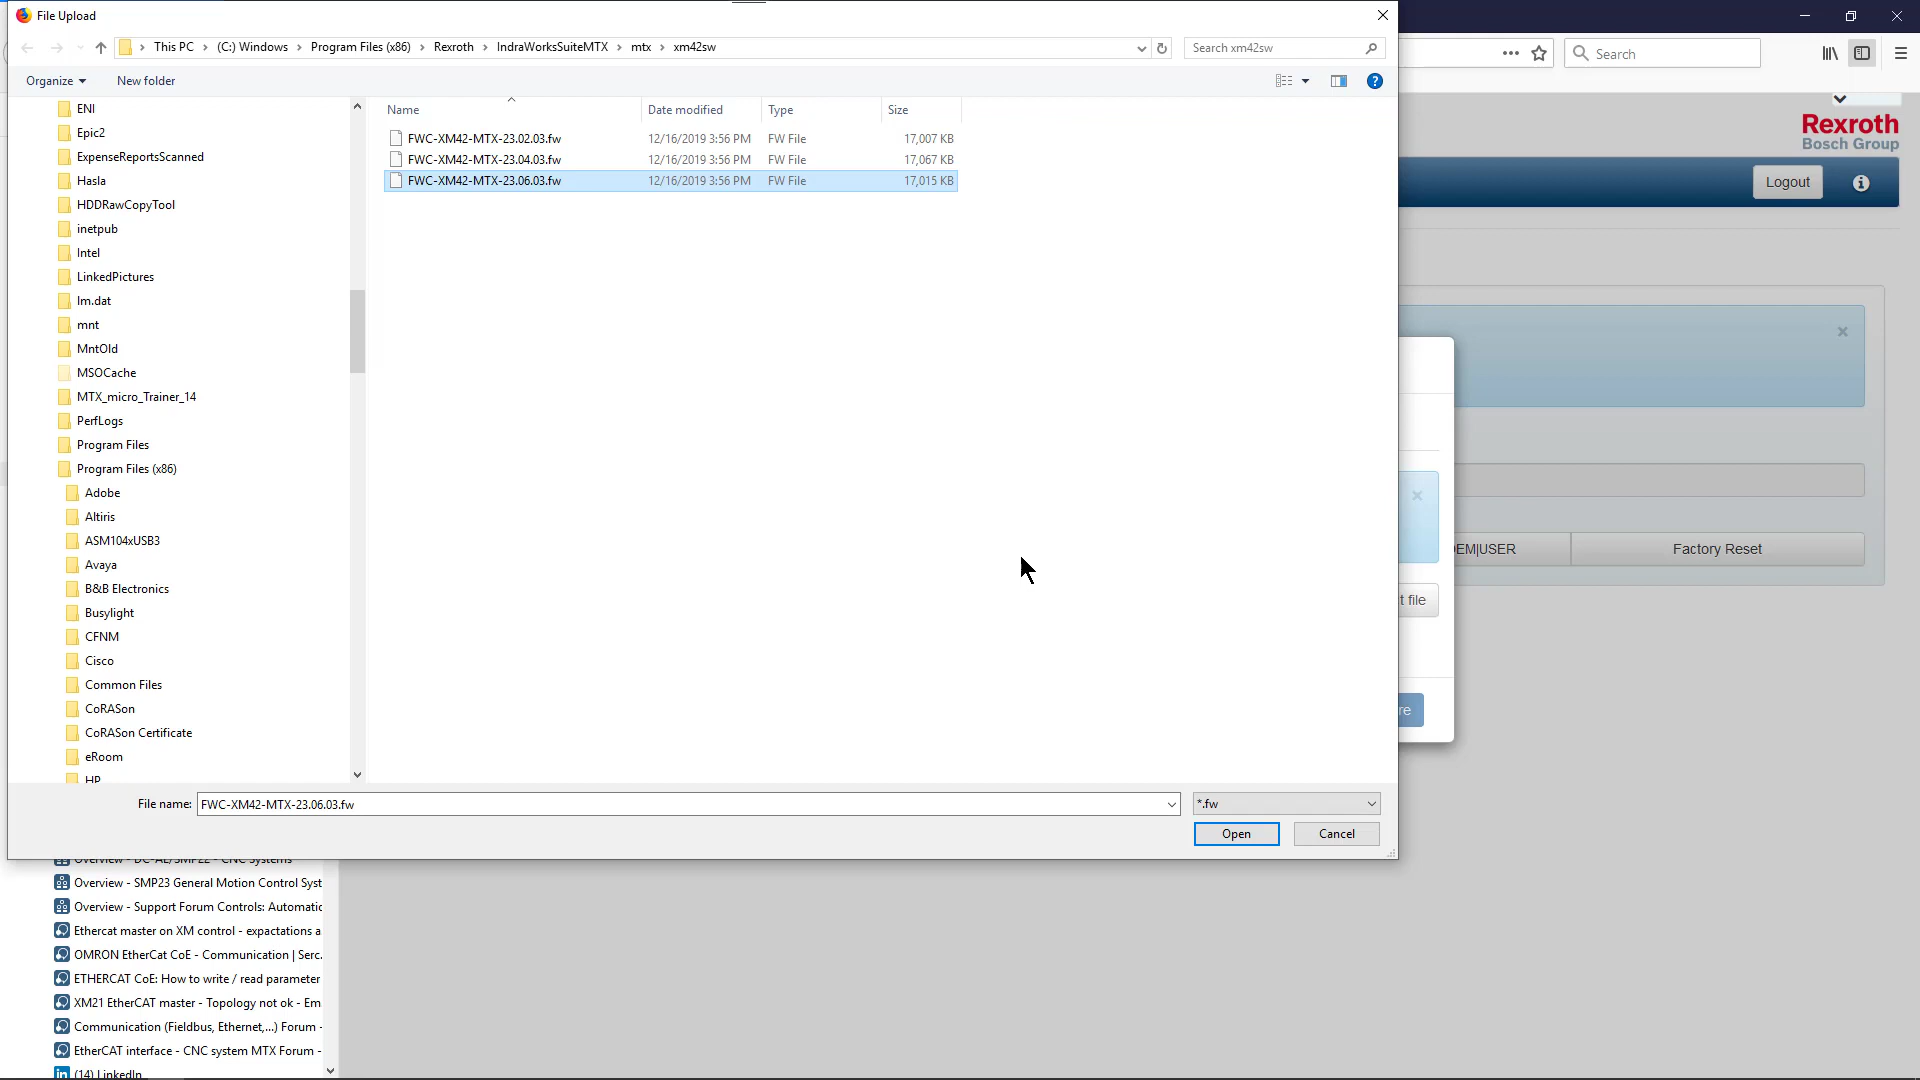 File Upload
This PC > (C:) Windows > Program Files (x86) > Rexroth > IndraWorksSuiteMTX > mtx > xm42sw
Search xm42sw
Search
Organize
New folder
Rexroth
Bosch Group
Logout
Name
Date modified
Type
Size
FWC-XM42-MTX-23.02.03.fw 12/16/2019 3:56 PM FW File 17,007 KB
FWC-XM42-MTX-23.04.03.fw 12/16/2019 3:56 PM FW File 17,067 KB
FWC-XM42-MTX-23.06.03.fw 12/16/2019 3:56 PM FW File 17,015 KB
ENI
Epic2
ExpenseReportsScanned
Hasla
HDDRawCopyTool
inetpub
Intel
LinkedPictures
lm.dat
mnt
MntOld
MSOCache
MTX_micro_Trainer_14
PerfLogs
Program Files
Program Files (x86)
Adobe
Altiris
ASM104xUSB3
Avaya
B&B Electronics
Busylight
CFNM
Cisco
Common Files
CoRASon
CoRASon Certificate
eRoom
HP
EM|USER
Factory Reset
t file
re
File name: FWC-XM42-MTX-23.06.03.fw
*.fw
Open
Cancel
Overview - DC-AE/SMP22 - CNC Systems
Overview - SMP23 General Motion Control Syst
Overview - Support Forum Controls: Automatic
Ethercat master on XM control - expactations a
OMRON EtherCat CoE - Communication | Serc.
ETHERCAT CoE: How to write / read parameter
XM21 EtherCAT master - Topology not ok - Em
Communication (Fieldbus, Ethernet,...) Forum -
EtherCAT interface - CNC system MTX Forum -
(14) LinkedIn